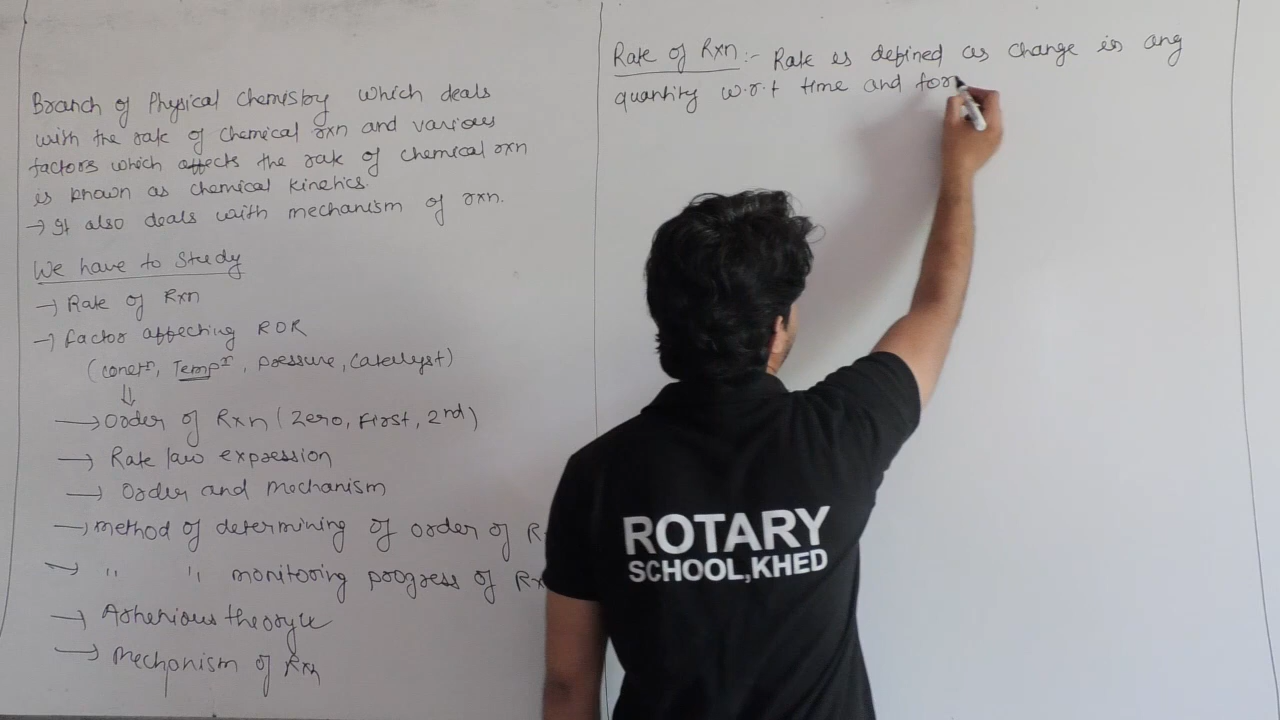 Branch of Physical Chemistry which deals
with the rate of chemical rxn and various
factors which affects the rate of chemical rxn
is known as chemical kinetics.
→ It also deals with mechanism of rxn.
We have to Study
→ Rate of Rxn
→ factor affecting ROR
(conctn, Tempr, pressure, catalyst)
⇓
→ Order of Rxn (Zero, First, 2nd)
→ Rate law expression
→ Order and mechanism
→ method of determining of order of R
→ " " monitoring progress of Rx
→ Arhenious theory
→ mechanism of Rxn
Rate of Rxn :- Rate is defined as change in any
quantity w.r.t time and for
ROTARY
SCHOOL,KHED